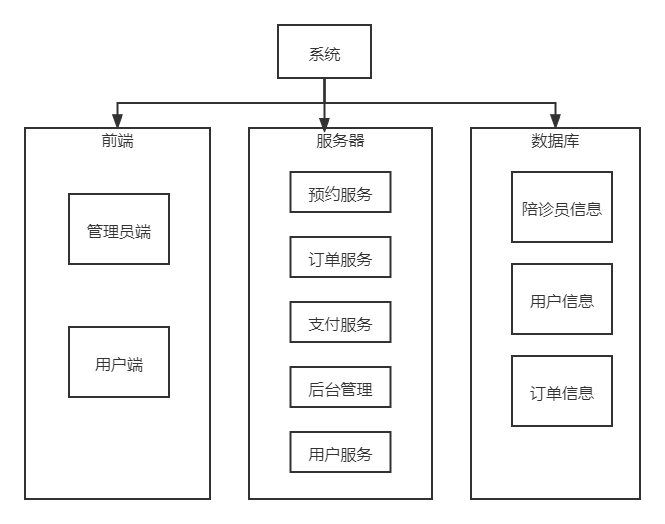 系统
前端
管理员端
用户端
服务器
预约服务
订单服务
支付服务
后台管理
用户服务
数据库
陪诊员信息
用户信息
订单信息